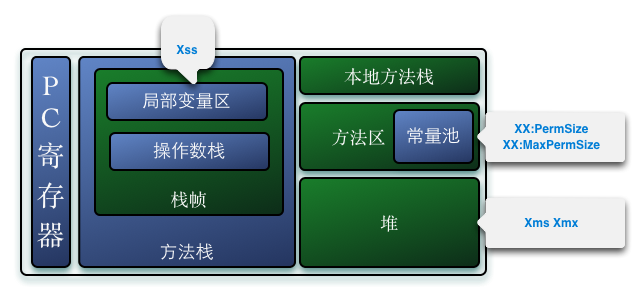 Xss
PC寄存器
局部变量区
操作数栈
栈帧
方法栈
本地方法栈
方法区
常量池
XX:PermSize
XX:MaxPermSize
堆
Xms Xmx